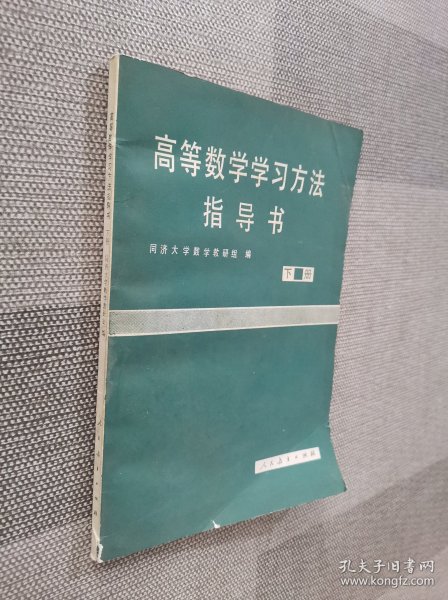 高等数学学习方法
指导书
同济大学数学教研组 编
下册
人民教育出版社
孔夫子旧书网
www.kongfz.com